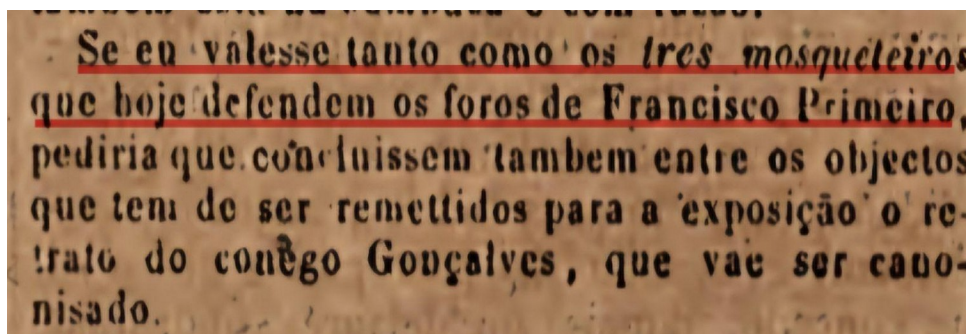 Se eu valesse tanto como os tres mosqueteiros
que hoje defendem os foros de Francisco Primeiro,
pediria que concluissem tambem entre os objectos
que tem de ser remettidos para a exposição o re-
trato do conego Gonçalves, que vae ser cano-
nisado.